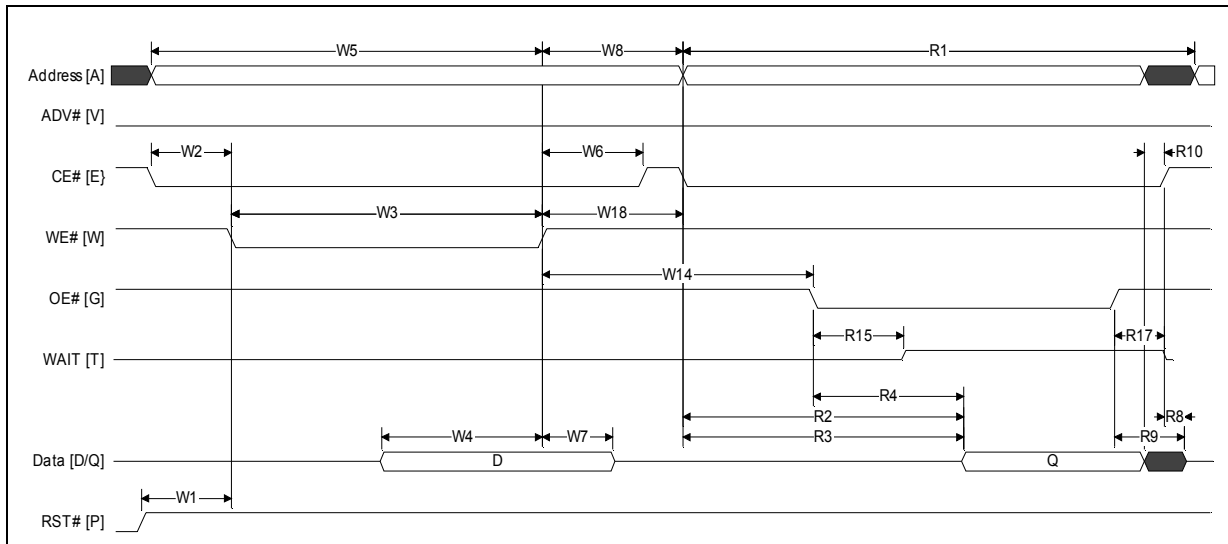 W5 W8 R1
Address [A]
ADV# [V]
W2 W6 R10
CE# [E}
W3 W18
WE# [W]
W14
OE# [G]
R15 R17
WAIT [T]
R4
R2 R8
W4 W7 R3 R9
Data [D/Q] D Q
W1
RST# [P]